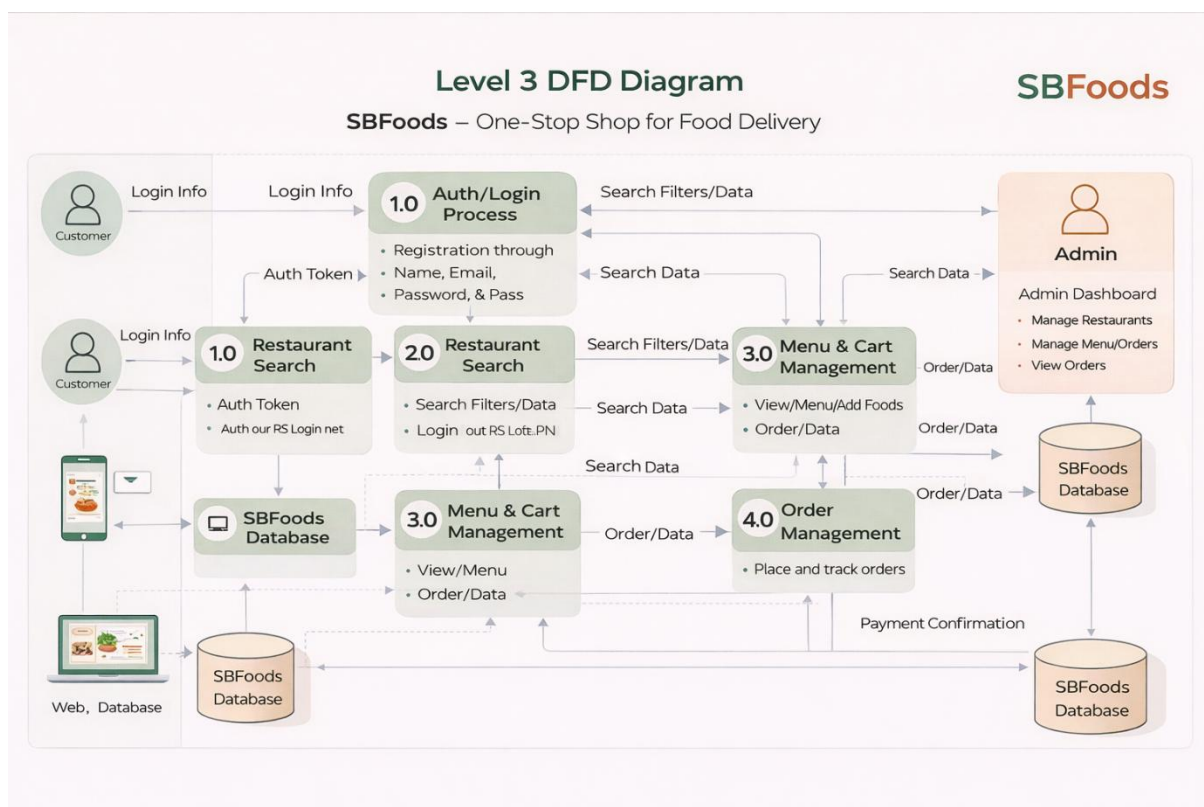 Level 3 DFD Diagram
SBFoods
SBFoods – One-Stop Shop for Food Delivery
Customer
Login Info
Login Info
1.0 Auth/Login
Process
• Registration through
• Name, Email,
• Password, & Pass
Search Filters/Data
Auth Token
Search Data
Search Data
Admin
Admin Dashboard
• Manage Restaurants
• Manage Menu/Orders
• View Orders
Customer
Login Info
1.0 Restaurant
Search
• Auth Token
• Auth our RS Login net
2.0 Restaurant
Search
• Search Filters/Data
• Login out RS
Search Filters/Data
Search Data
Search Data
3.0 Menu & Cart
Management
• View/Menu/Add Foods
• Order/Data
Order/Data
Order/Data
Order/Data
SBFoods
Database
SBFoods
Database
3.0 Menu & Cart
Management
• View/Menu
• Order/Data
Order/Data
4.0 Order
Management
• Place and track orders
Payment Confirmation
Web, Database
SBFoods
Database
SBFoods
Database